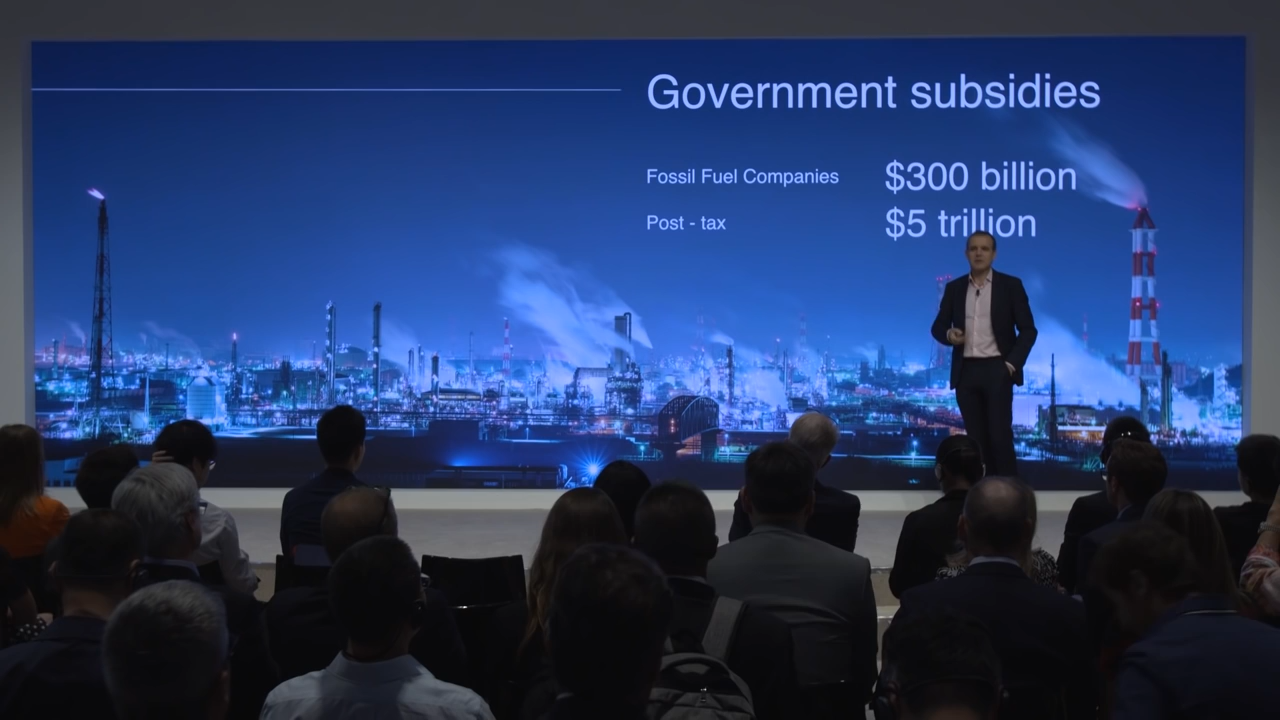 Government subsidies
Fossil Fuel Companies $300 billion
Post - tax $5 trillion